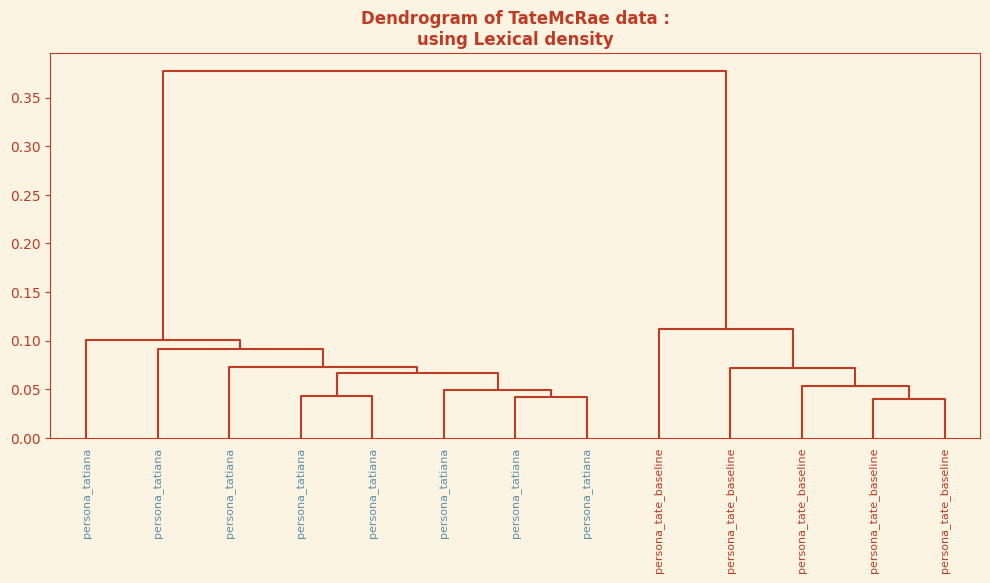 Dendrogram of TateMcRae data :
using Lexical density
0.35
0.30
0.25
0.20
0.15
0.10
0.05
0.00
persona_tatiana
persona_tatiana
persona_tatiana
persona_tatiana
persona_tatiana
persona_tatiana
persona_tatiana
persona_tatiana
persona_tate_baseline
persona_tate_baseline
persona_tate_baseline
persona_tate_baseline
persona_tate_baseline